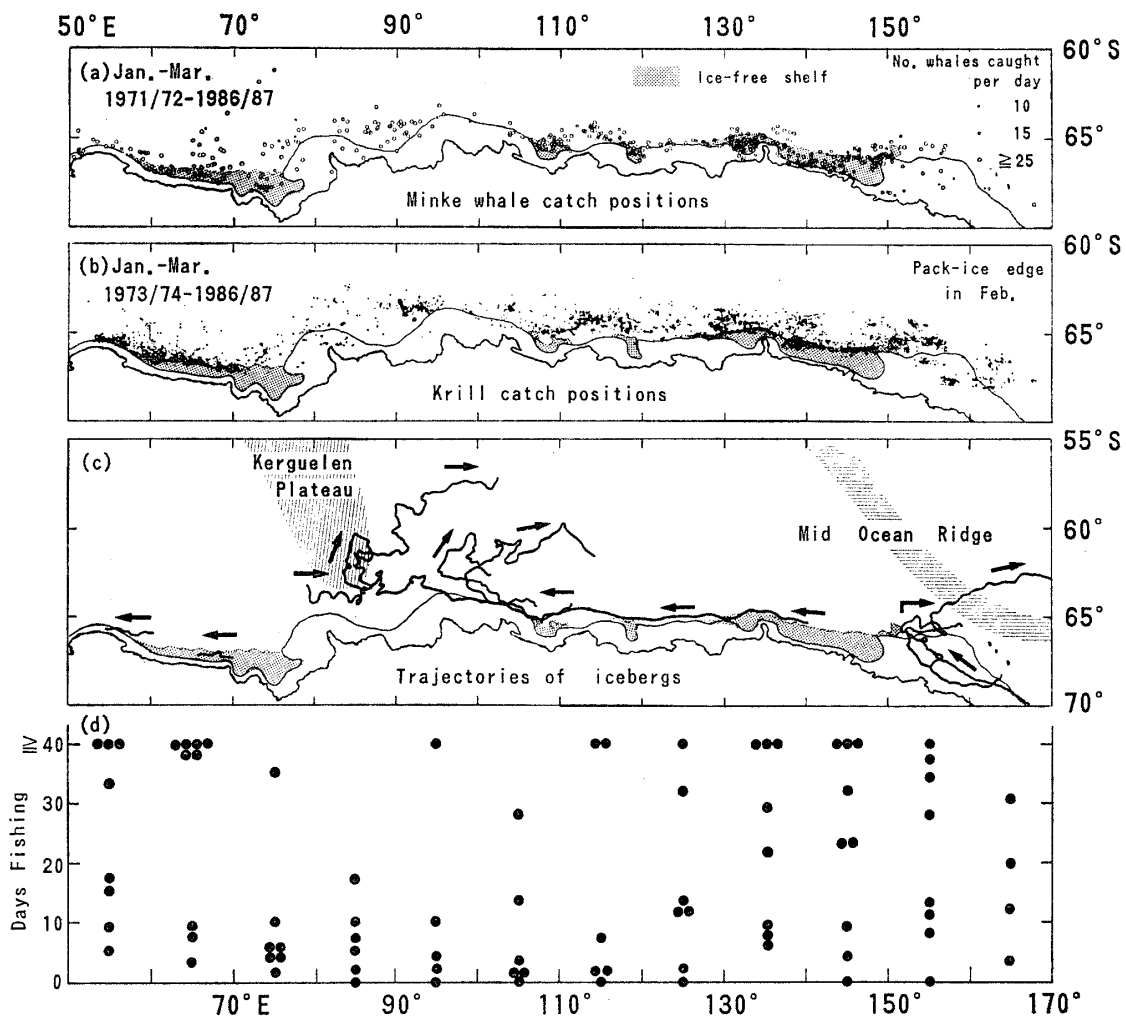 50°E 70° 90° 110° 130° 150°
60°S
(a) Jan.-Mar.
1971/72-1986/87
Ice-free shelf
No. whales caught
per day
10
15
≧25
65°
Minke whale catch positions
60°S
(b) Jan.-Mar.
1973/74-1986/87
Pack-ice edge
in Feb.
65°
Krill catch positions
55°S
(c)
Kerguelen
Plateau
60°
Mid Ocean Ridge
65°
Trajectories of icebergs
70°
(d)
≧40
30
20
10
0
Days Fishing
70°E 90° 110° 130° 150° 170°